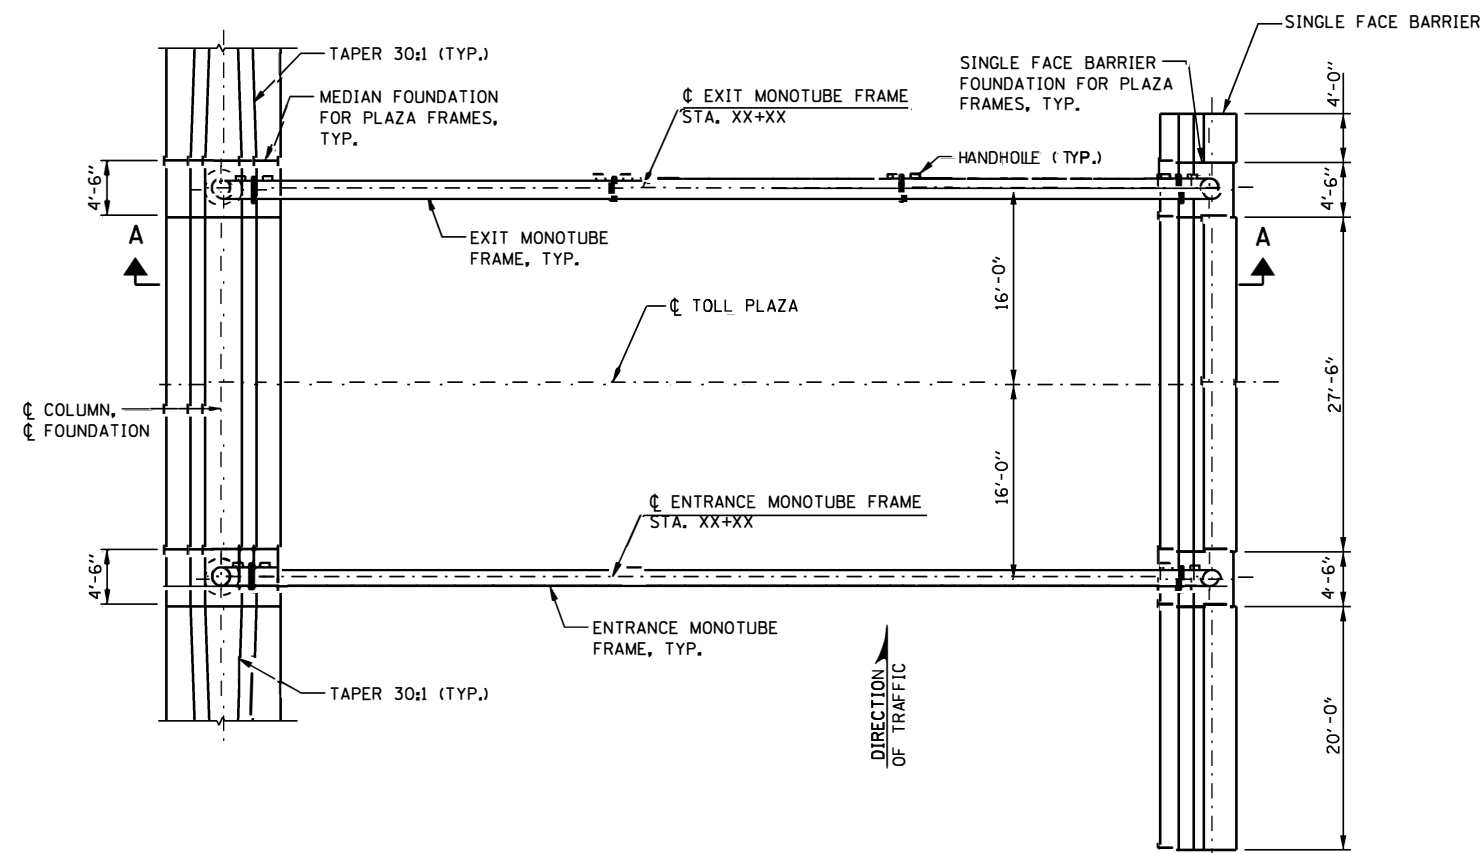 SINGLE FACE BARRIER
TAPER 30:1 (TYP.)
SINGLE FACE BARRIER
FOUNDATION FOR PLAZA
FRAMES, TYP.
MEDIAN FOUNDATION
FOR PLAZA FRAMES,
TYP.
℄ EXIT MONOTUBE FRAME
STA. XX+XX
4'-0"
HANDHOLE (TYP.)
4'-6"
4'-6"
A
EXIT MONOTUBE
FRAME, TYP.
A
16'-0"
℄ TOLL PLAZA
27'-6"
℄ COLUMN,
℄ FOUNDATION
16'-0"
℄ ENTRANCE MONOTUBE FRAME
STA. XX+XX
4'-6"
4'-6"
ENTRANCE MONOTUBE
FRAME, TYP.
DIRECTION
OF TRAFFIC
TAPER 30:1 (TYP.)
20'-0"